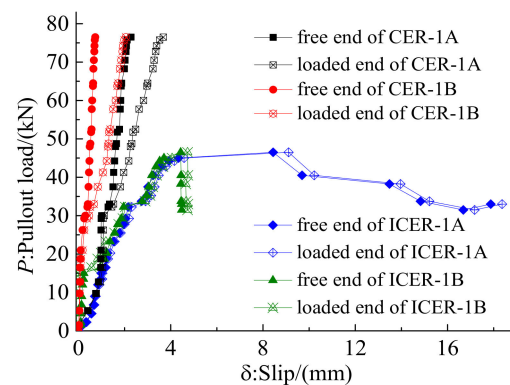 P:Pullout load/(kN)
80
70
60
50
40
30
20
10
0
free end of CER-1A
loaded end of CER-1A
free end of CER-1B
loaded end of CER-1B
free end of ICER-1A
loaded end of ICER-1A
free end of ICER-1B
loaded end of ICER-1B
0 4 8 12 16
δ:Slip/(mm)